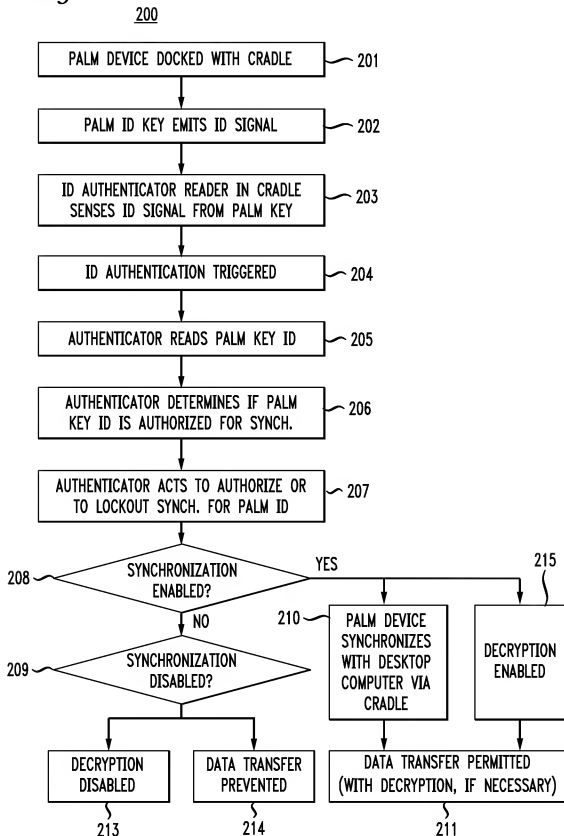 200
PALM DEVICE DOCKED WITH CRADLE
201
PALM ID KEY EMITS ID SIGNAL
202
ID AUTHENTICATOR READER IN CRADLE
SENSES ID SIGNAL FROM PALM KEY
203
ID AUTHENTICATION TRIGGERED
204
AUTHENTICATOR READS PALM KEY ID
205
AUTHENTICATOR DETERMINES IF PALM
KEY ID IS AUTHORIZED FOR SYNCH.
206
AUTHENTICATOR ACTS TO AUTHORIZE OR
TO LOCKOUT SYNCH. FOR PALM ID
207
208
SYNCHRONIZATION
ENABLED?
YES
NO
209
SYNCHRONIZATION
DISABLED?
210
PALM DEVICE
SYNCHRONIZES
WITH DESKTOP
COMPUTER VIA
CRADLE
215
DECRYPTION
ENABLED
DECRYPTION
DISABLED
213
DATA TRANSFER
PREVENTED
214
DATA TRANSFER PERMITTED
(WITH DECRYPTION, IF NECESSARY)
211